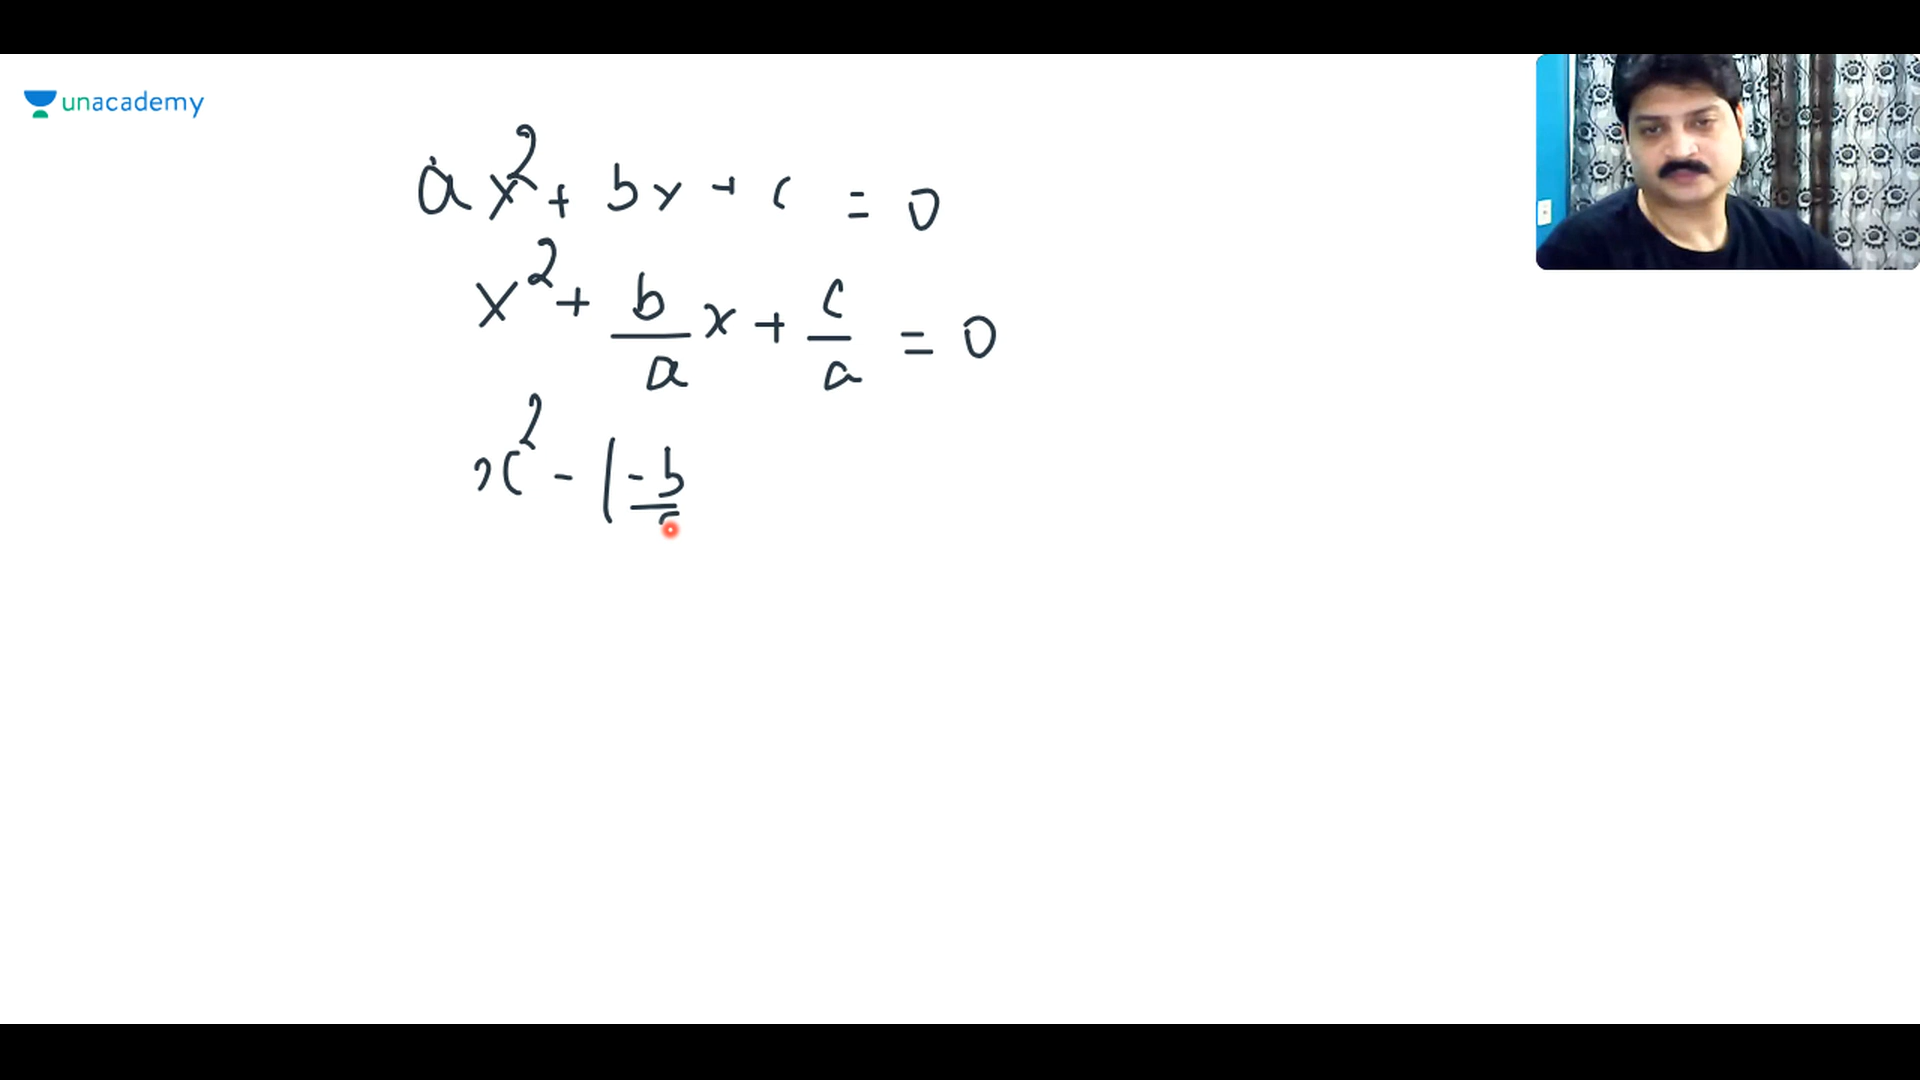 unacademy
ax² + bx + c = 0
x² + b/a x + c/a = 0
x² - (-b/